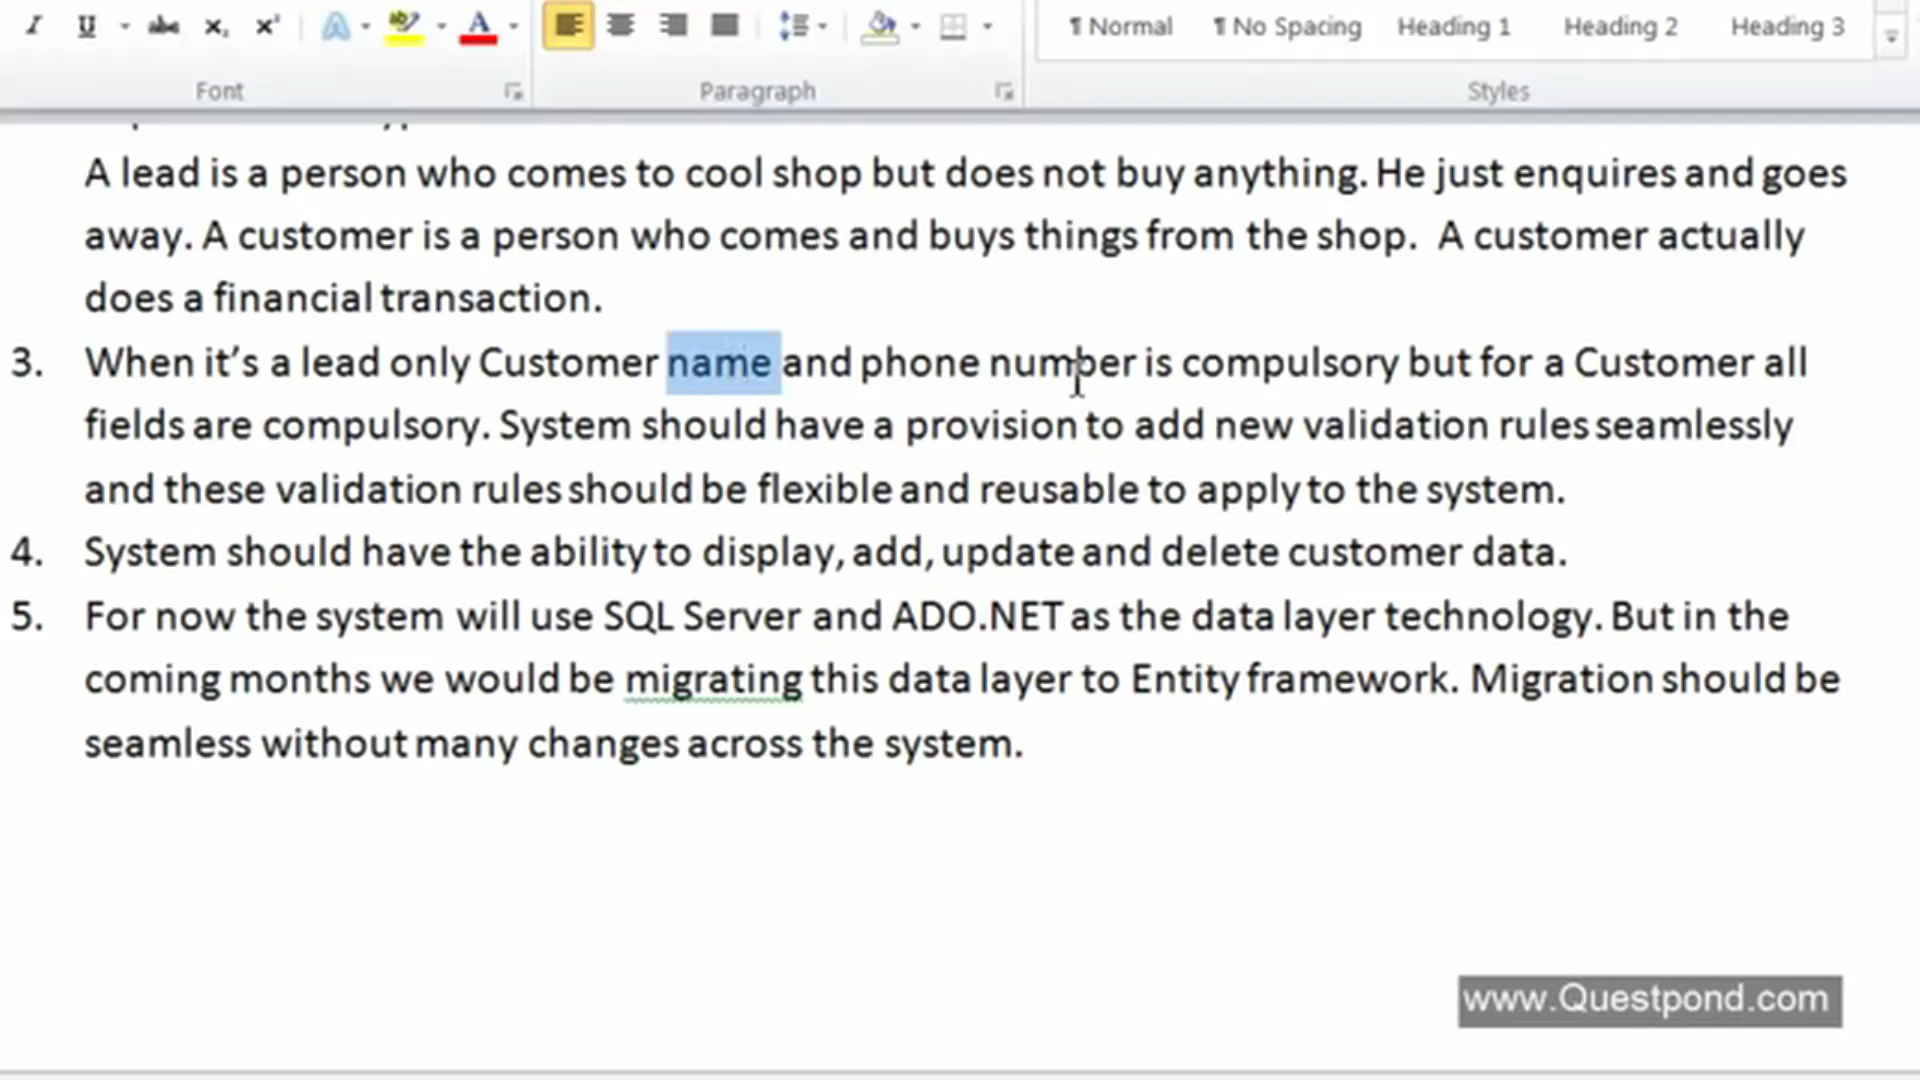 Normal No Spacing Heading 1 Heading 2 Heading 3
Font Paragraph Styles
A lead is a person who comes to cool shop but does not buy anything. He just enquires and goes
away. A customer is a person who comes and buys things from the shop.  A customer actually
does a financial transaction.
3. When it’s a lead only Customer name and phone number is compulsory but for a Customer all
fields are compulsory. System should have a provision to add new validation rules seamlessly
and these validation rules should be flexible and reusable to apply to the system.
4. System should have the ability to display, add, update and delete customer data.
5. For now the system will use SQL Server and ADO.NET as the data layer technology. But in the
coming months we would be migrating this data layer to Entity framework. Migration should be
seamless without many changes across the system.
www.Questpond.com